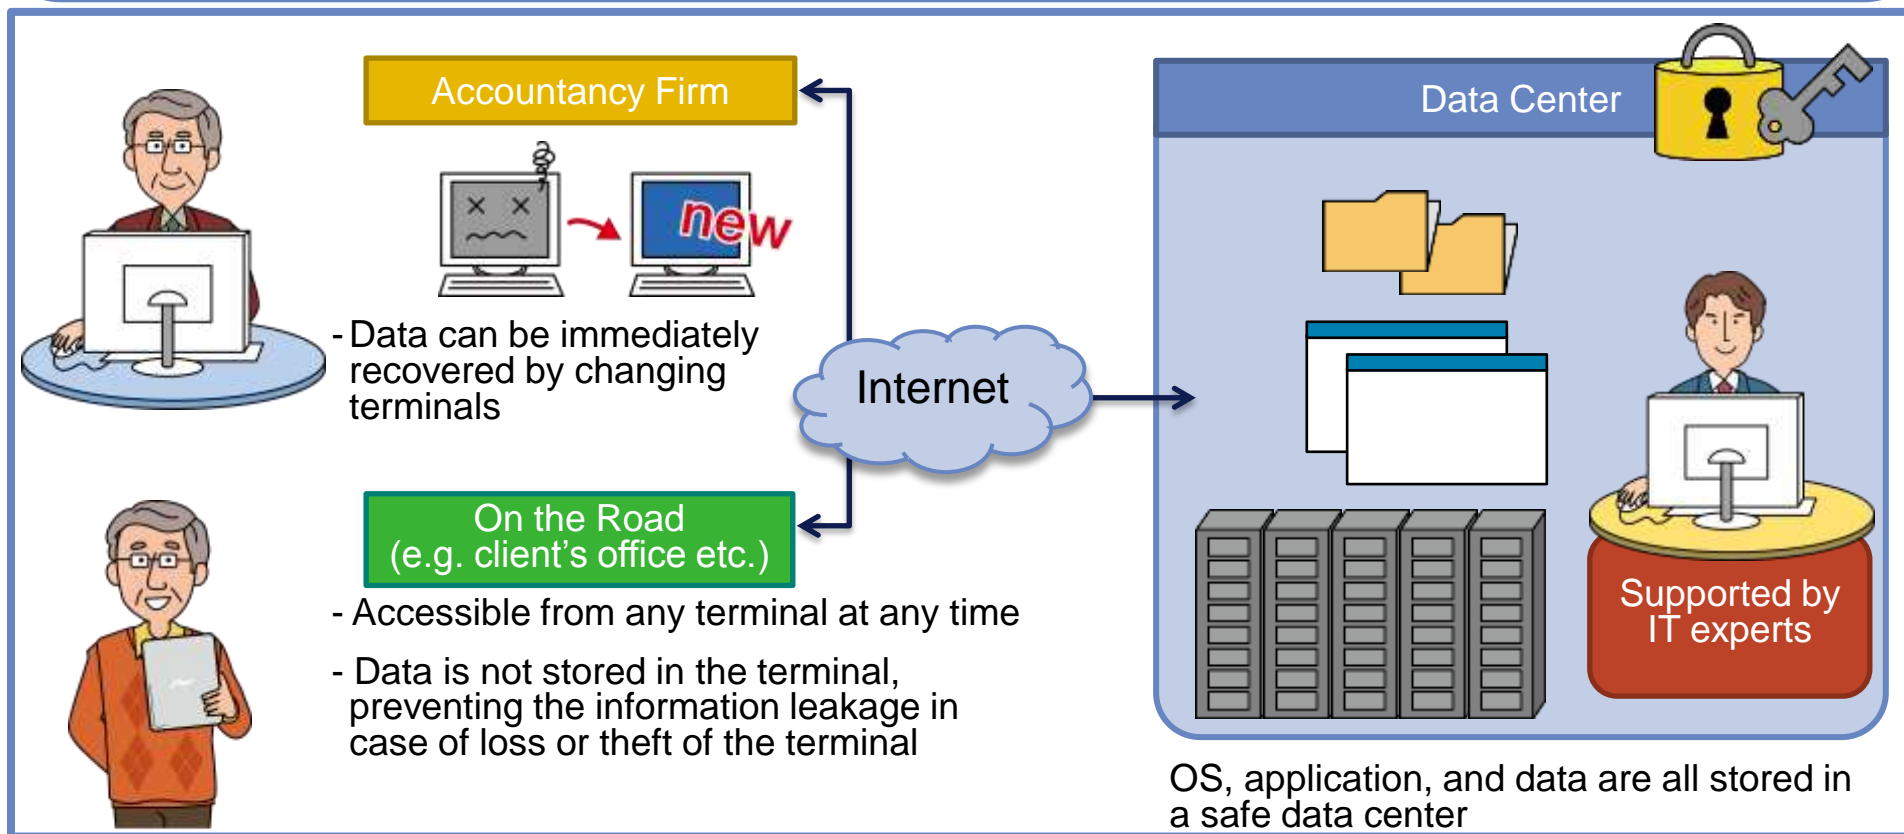 Accountancy Firm
new
- Data can be immediately
recovered by changing
terminals
On the Road
(e.g. client's office etc.)
- Accessible from any terminal at any time
- Data is not stored in the terminal,
preventing the information leakage in
case of loss or theft of the terminal
Internet
Data Center
Supported by
IT experts
OS, application, and data are all stored in
a safe data center